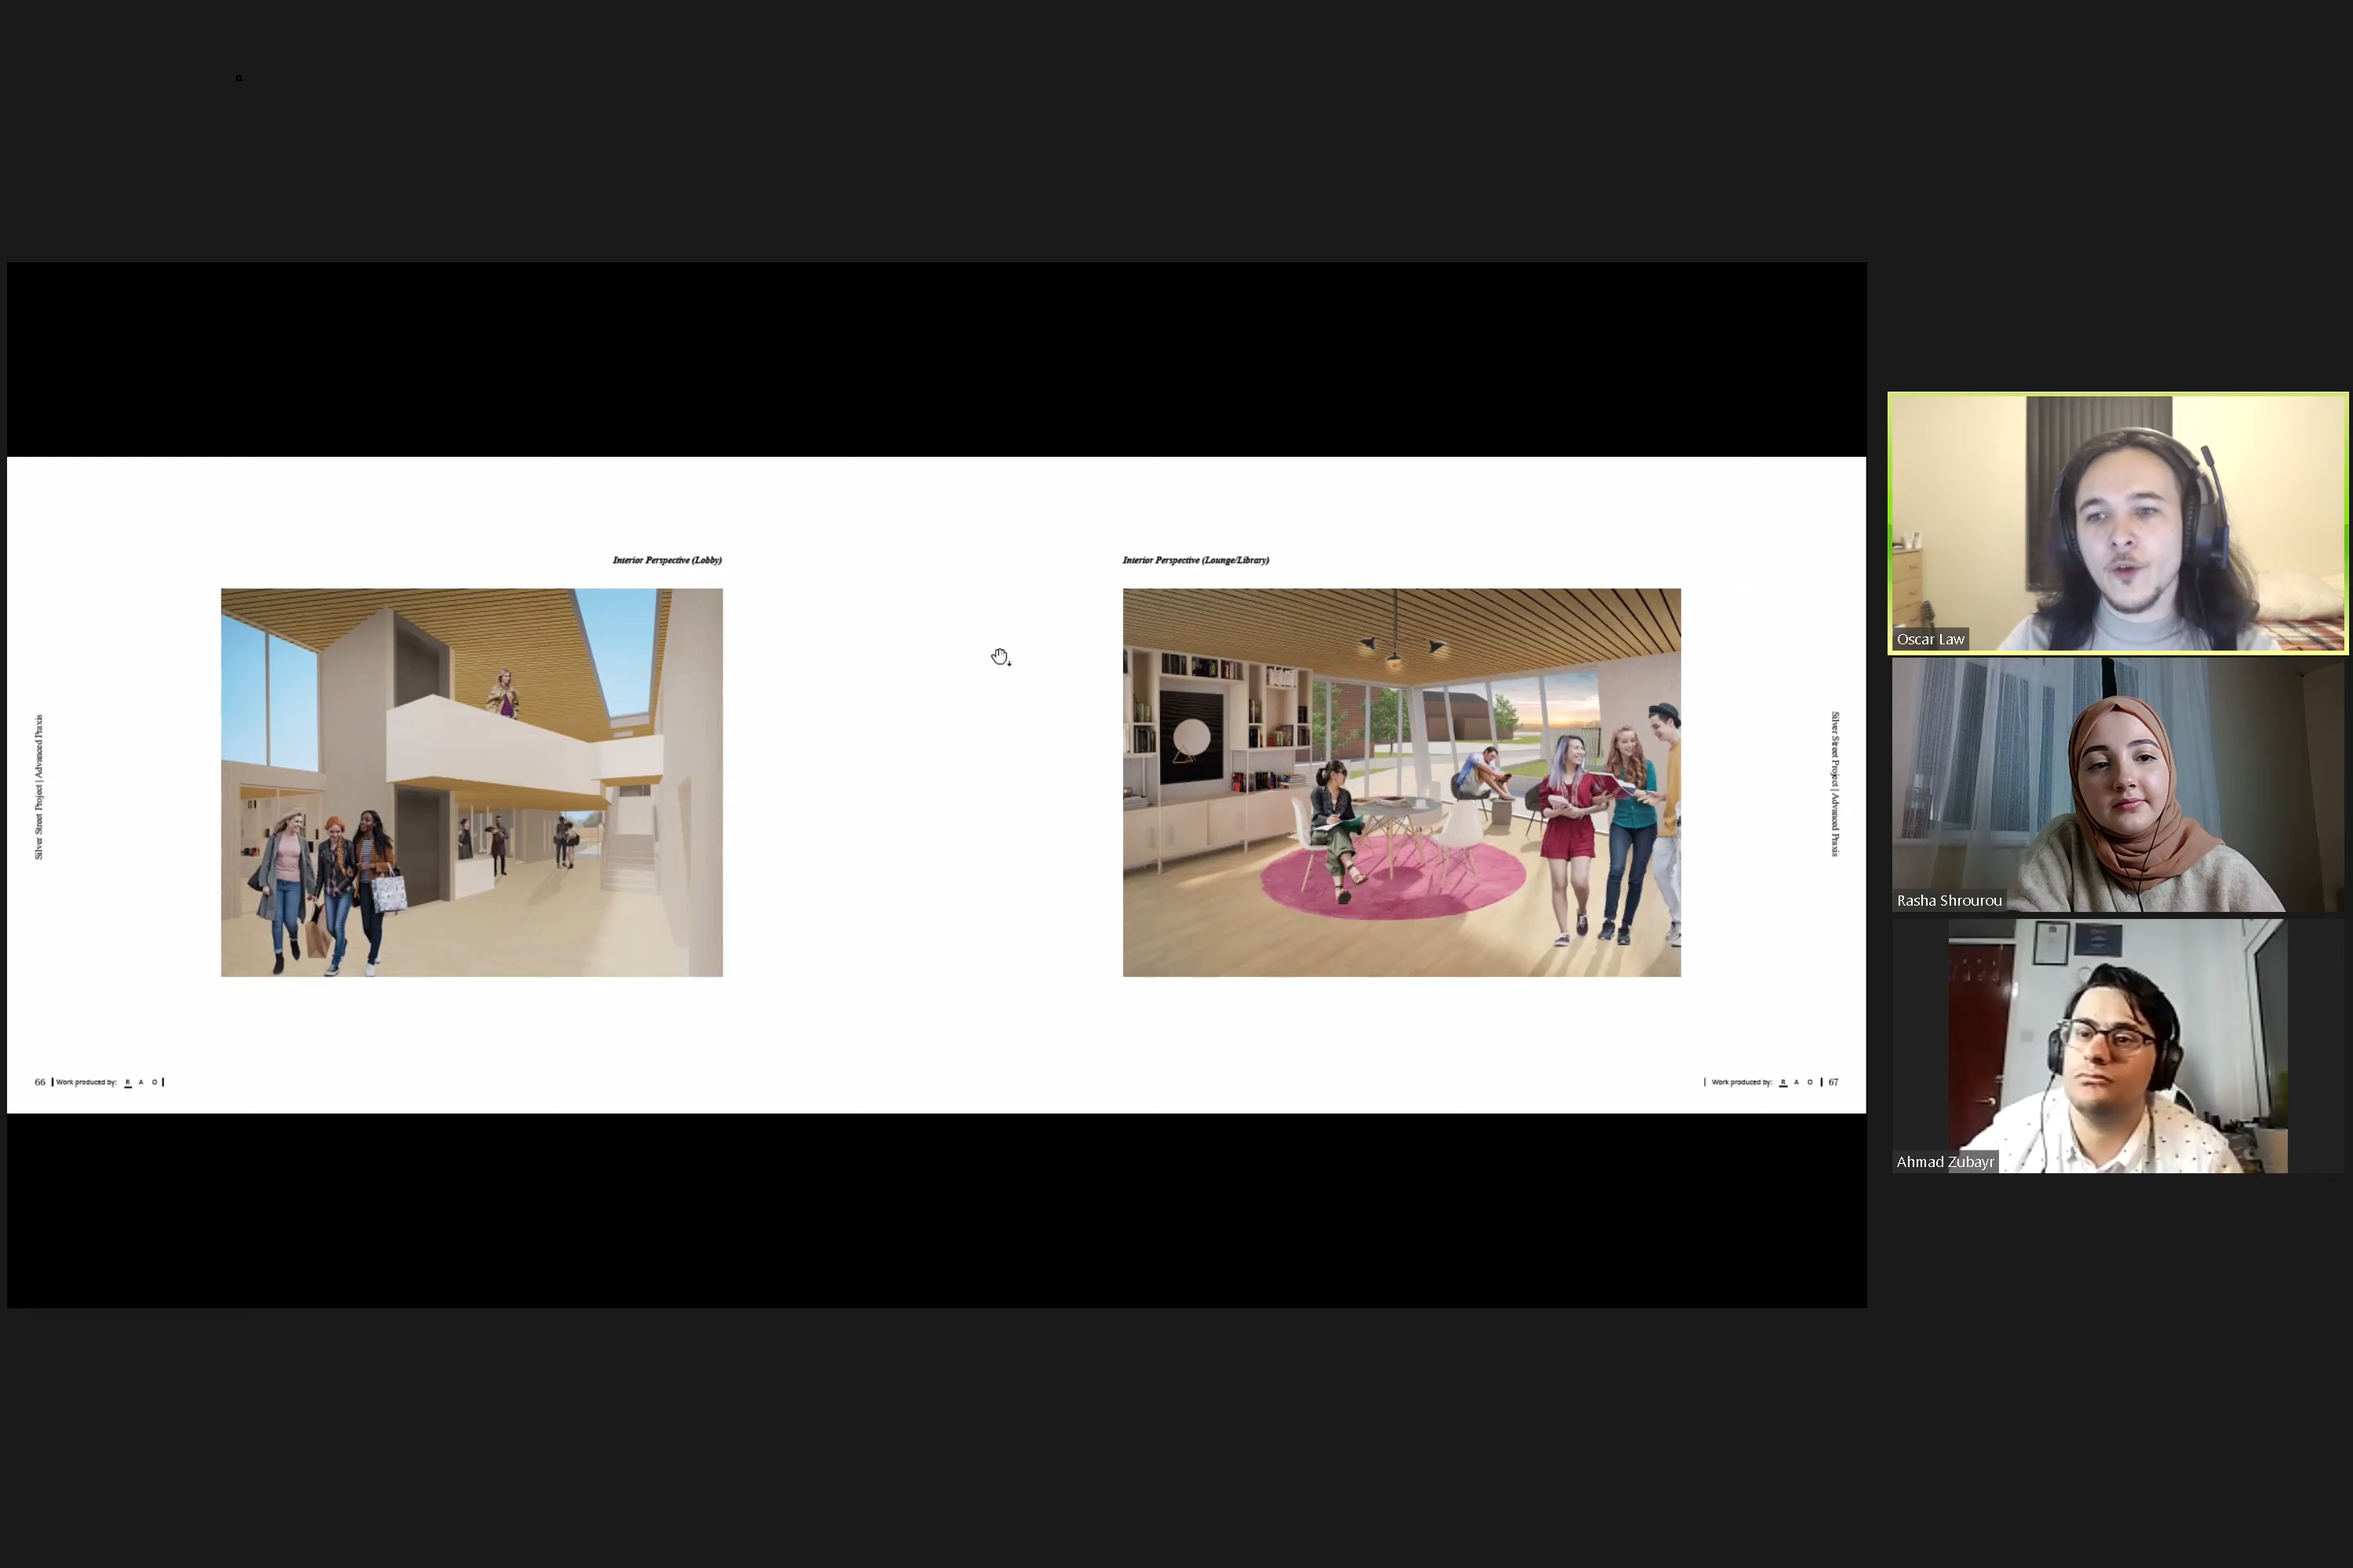 Interior Perspective (Lobby)
Interior Perspective (Lounge/Library)
Silver Street Project | Advanced Praxis
Silver Street Project | Advanced Praxis
66 | Work produced by: R A O |
| Work produced by: R A O | 67
Oscar Law
Rasha Shrourou
Ahmad Zubayr